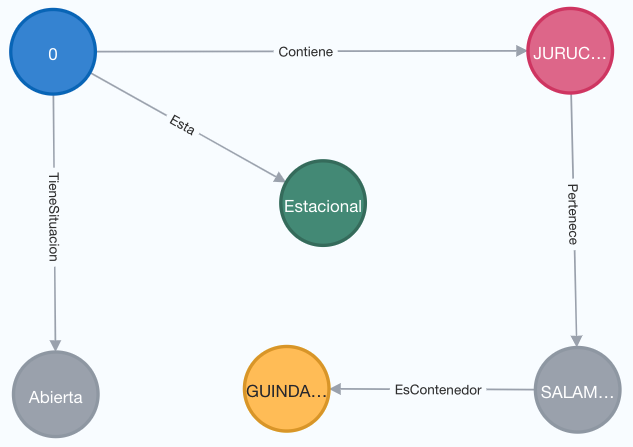 0
Contiene
JURUC...
Esta
TieneSituacion
Estacional
Pertenece
Abierta
GUINDA...
EsContenedor
SALAM...